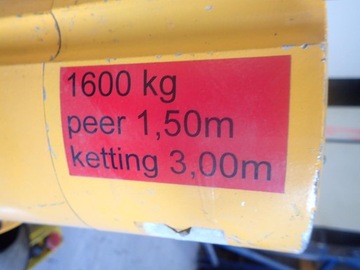 1600 kg
peer 1,50m
ketting 3,00m